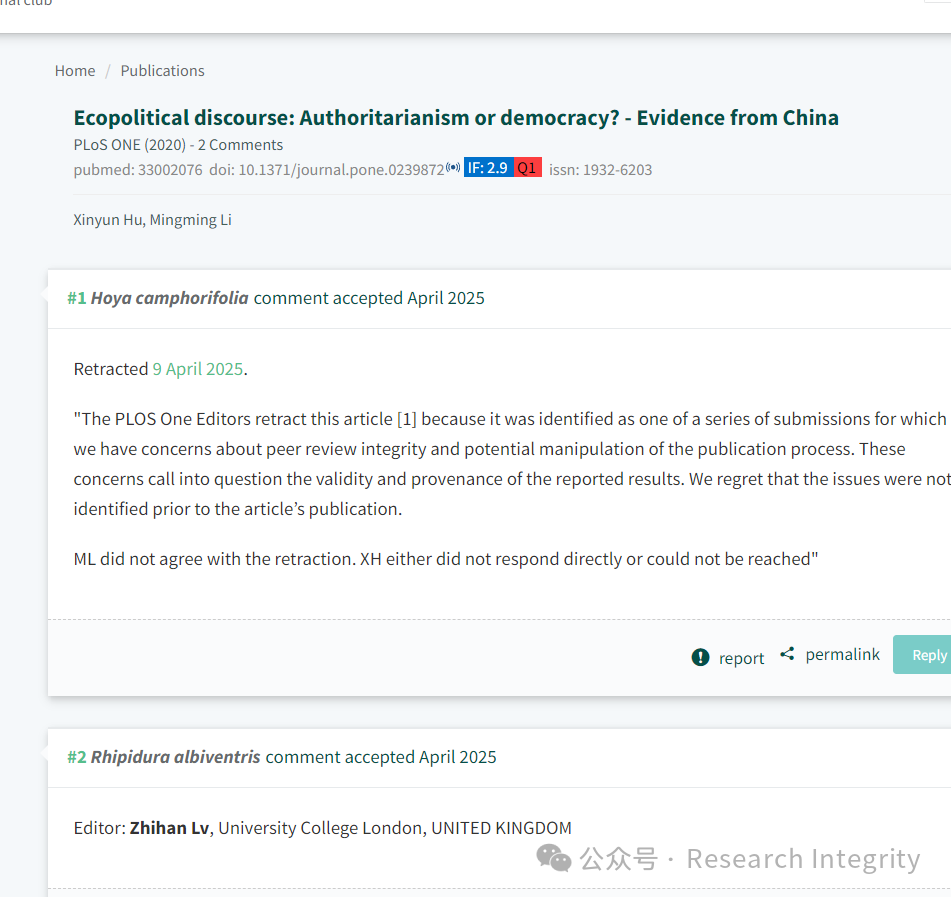 nal club
Home / Publications
Ecopolitical discourse: Authoritarianism or democracy? - Evidence from China
PLoS ONE (2020) - 2 Comments
pubmed: 33002076 doi: 10.1371/journal.pone.0239872 IF: 2.9 Q1 issn: 1932-6203
Xinyun Hu, Mingming Li
#1 Hoya camphorifolia comment accepted April 2025
Retracted 9 April 2025.
"The PLOS One Editors retract this article [1] because it was identified as one of a series of submissions for which
we have concerns about peer review integrity and potential manipulation of the publication process. These
concerns call into question the validity and provenance of the reported results. We regret that the issues were not
identified prior to the article’s publication.
ML did not agree with the retraction. XH either did not respond directly or could not be reached"
! report permalink Reply
#2 Rhipidura albiventris comment accepted April 2025
Editor: Zhihan Lv, University College London, UNITED KINGDOM
公众号 · Research Integrity